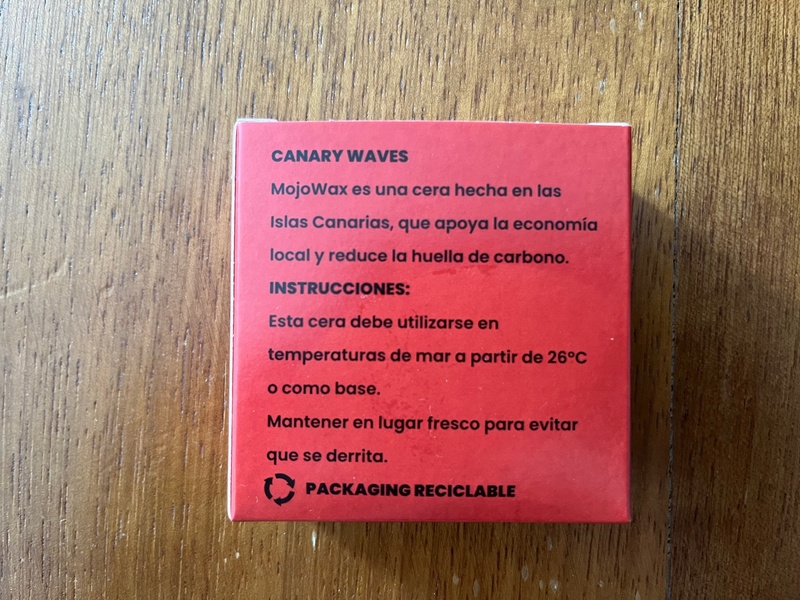 CANARY WAVES
MojoWax es una cera hecha en las
Islas Canarias, que apoya la economía
local y reduce la huella de carbono.
INSTRUCCIONES:
Esta cera debe utilizarse en
temperaturas de mar a partir de 26ºC
o como base.
Mantener en lugar fresco para evitar
que se derrita.
PACKAGING RECICLABLE